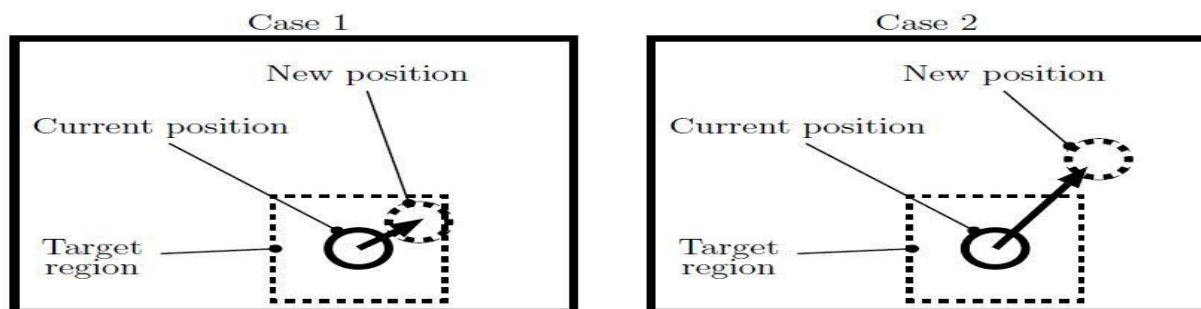 Case 1
New position
Current position
Target
region
Case 2
New position
Current position
Target
region